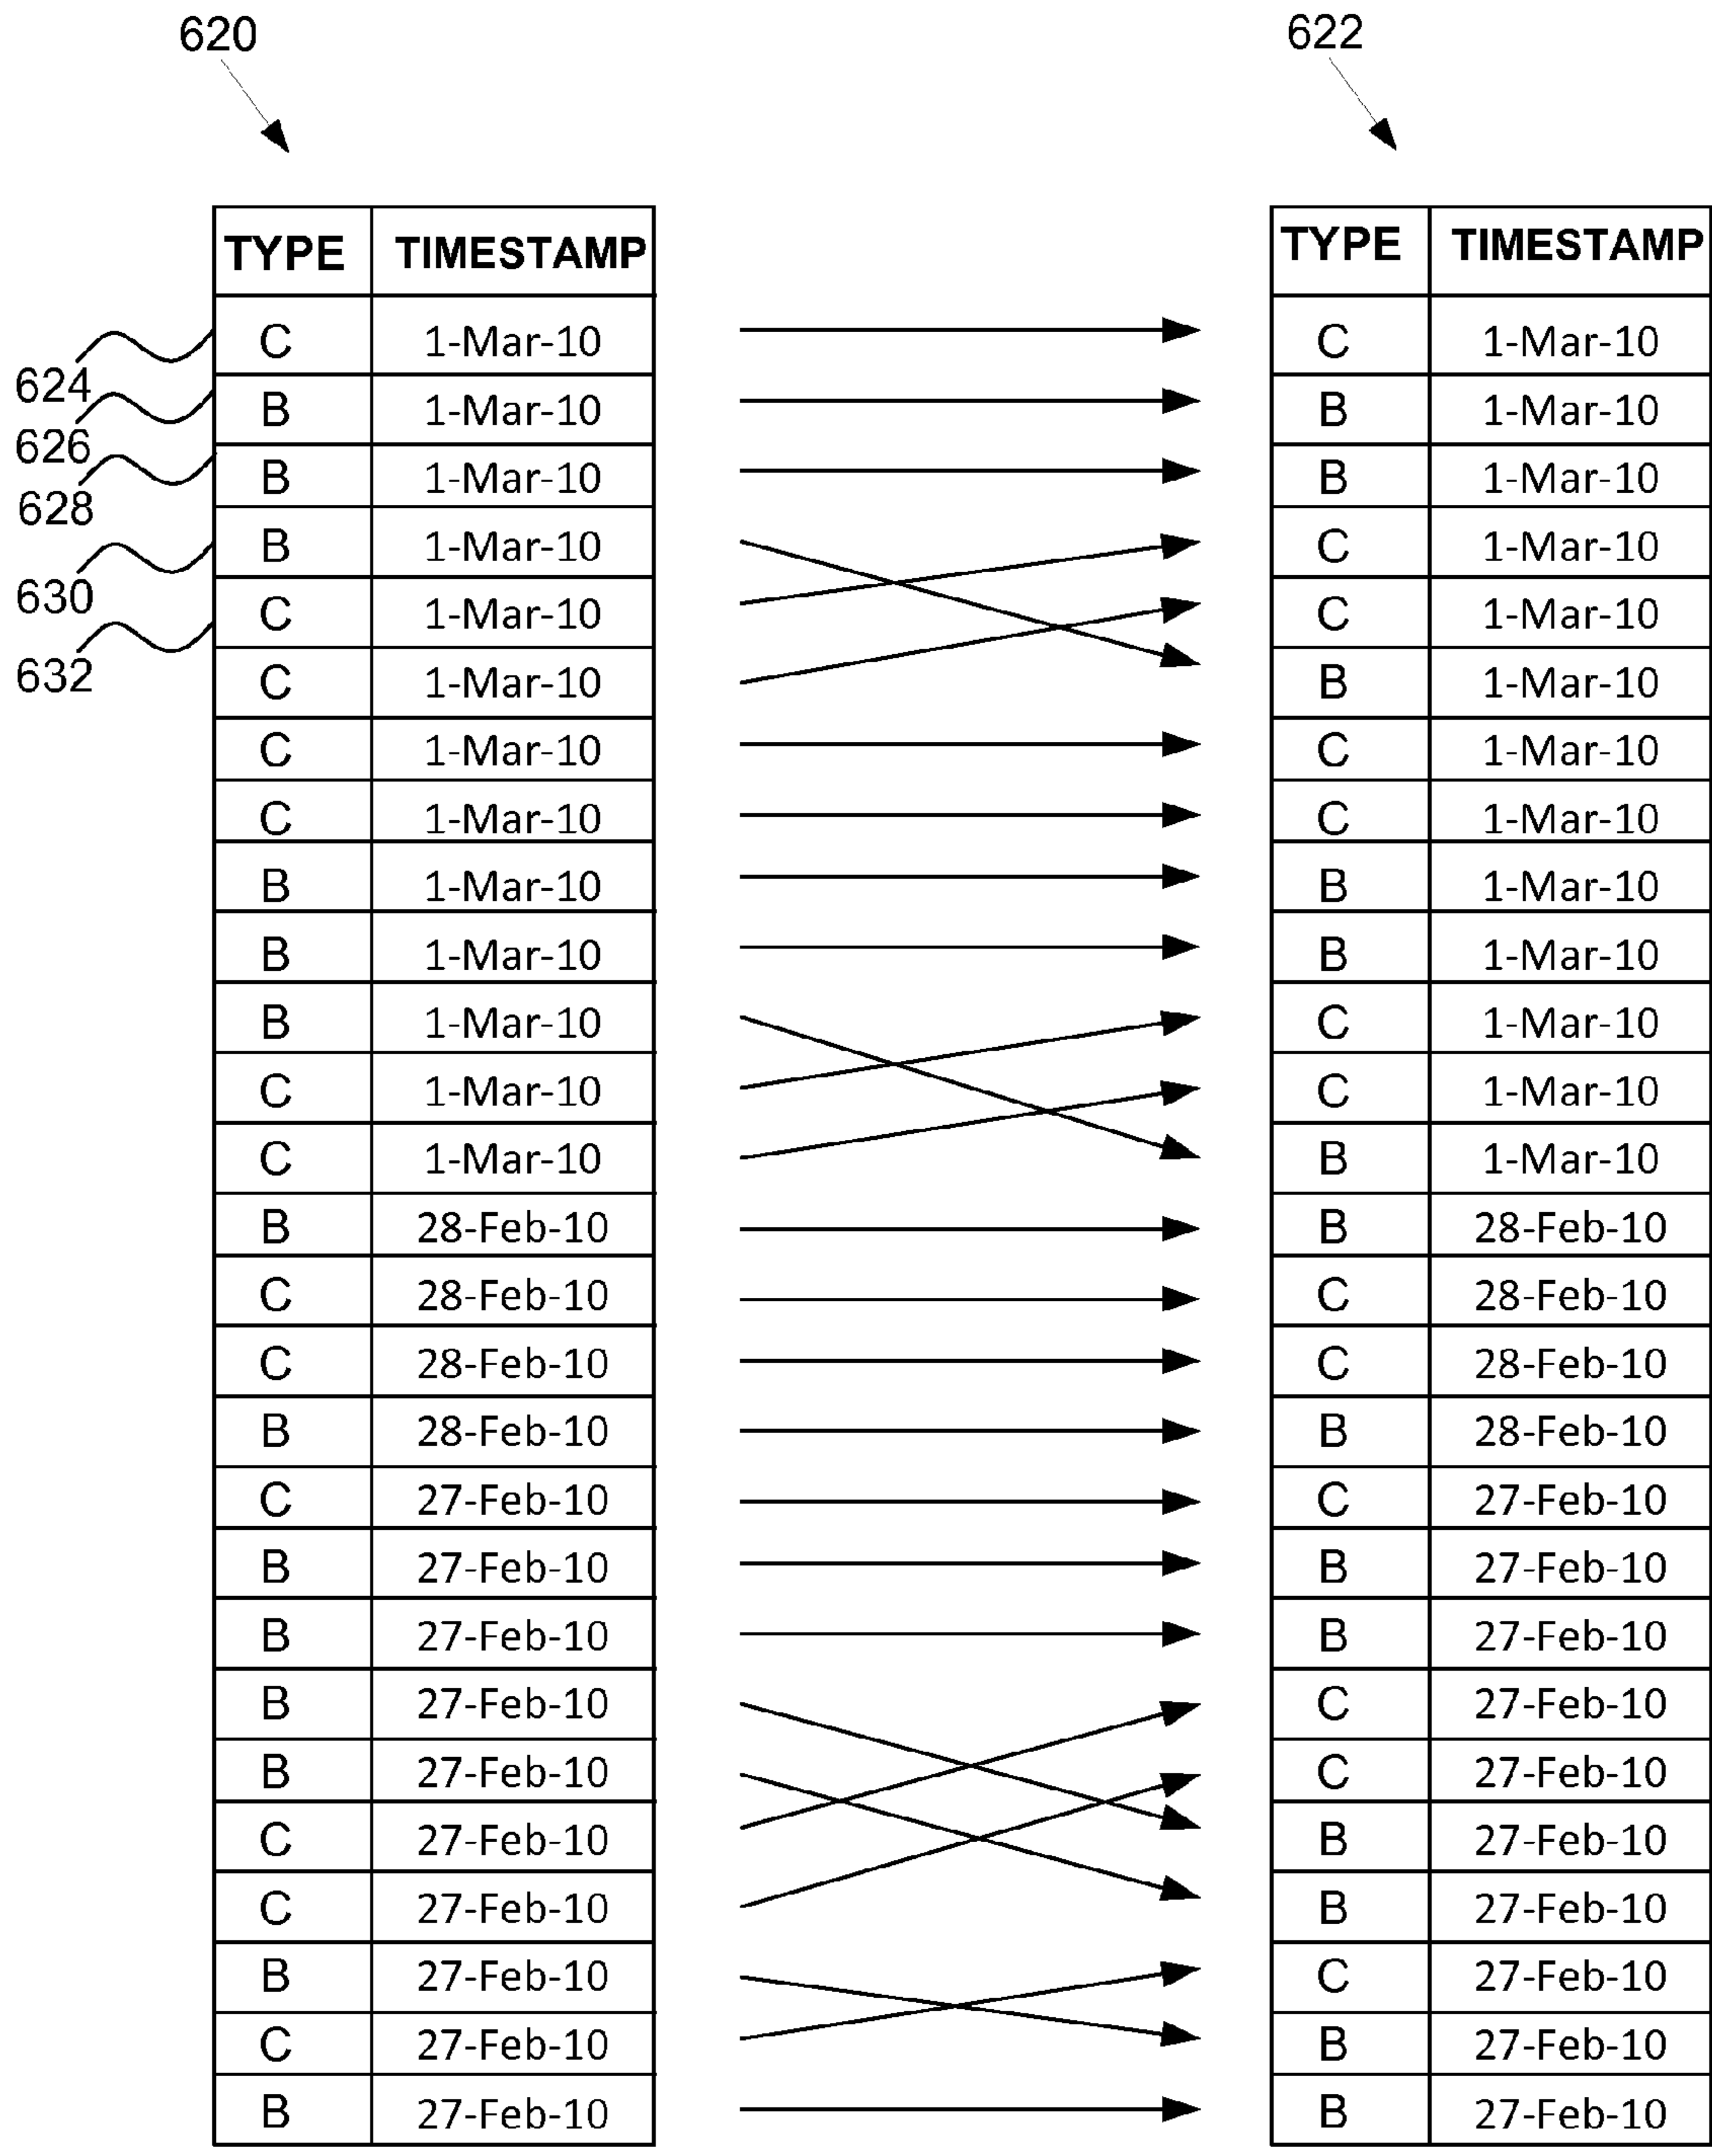 620 622
TYPE TIMESTAMP TYPE TIMESTAMP
C 1-Mar-10 C 1-Mar-10
624
B 1-Mar-10 B 1-Mar-10
626
B 1-Mar-10 B 1-Mar-10
628
B 1-Mar-10 C 1-Mar-10
630
C 1-Mar-10 C 1-Mar-10
632
C 1-Mar-10 B 1-Mar-10
C 1-Mar-10 C 1-Mar-10
C 1-Mar-10 C 1-Mar-10
B 1-Mar-10 B 1-Mar-10
B 1-Mar-10 B 1-Mar-10
B 1-Mar-10 C 1-Mar-10
C 1-Mar-10 C 1-Mar-10
C 1-Mar-10 B 1-Mar-10
B 28-Feb-10 B 28-Feb-10
C 28-Feb-10 C 28-Feb-10
C 28-Feb-10 C 28-Feb-10
B 28-Feb-10 B 28-Feb-10
C 27-Feb-10 C 27-Feb-10
B 27-Feb-10 B 27-Feb-10
B 27-Feb-10 B 27-Feb-10
B 27-Feb-10 C 27-Feb-10
B 27-Feb-10 C 27-Feb-10
C 27-Feb-10 B 27-Feb-10
C 27-Feb-10 B 27-Feb-10
B 27-Feb-10 C 27-Feb-10
C 27-Feb-10 B 27-Feb-10
B 27-Feb-10 B 27-Feb-10